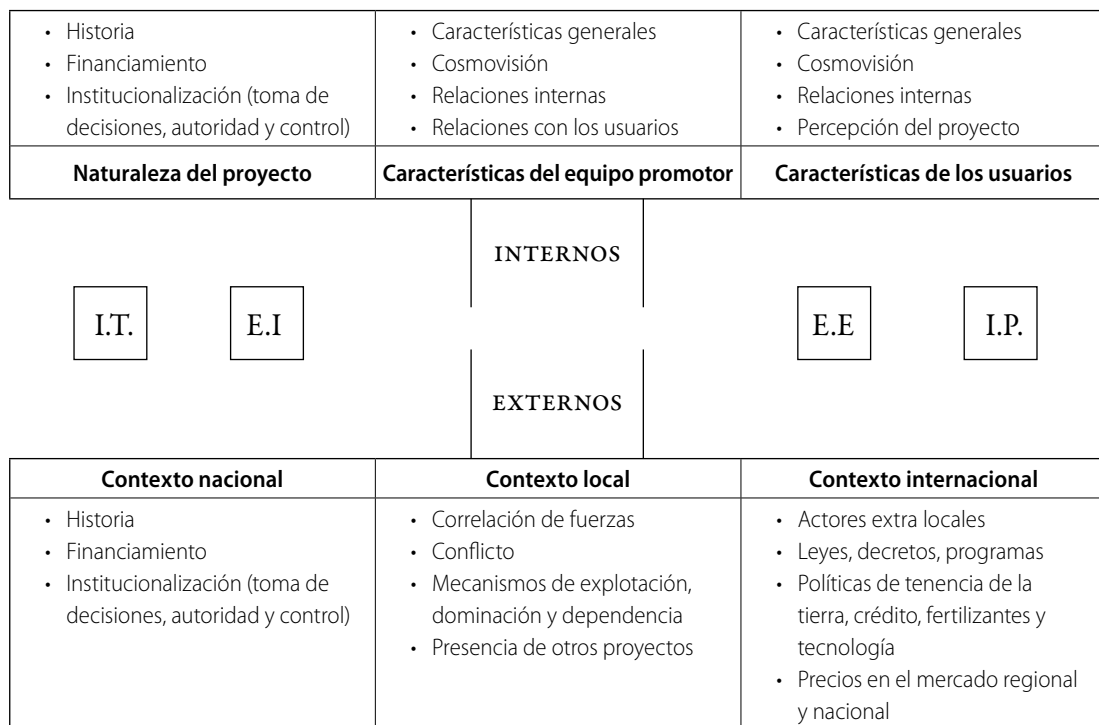 • Historia
• Financiamiento
• Institucionalización (toma de
decisiones, autoridad y control)
• Características generales
• Cosmovisión
• Relaciones internas
• Relaciones con los usuarios
• Características generales
• Cosmovisión
• Relaciones internas
• Percepción del proyecto
Naturaleza del proyecto
Características del equipo promotor
Características de los usuarios
INTERNOS
I.T.
E.I
E.E
I.P.
EXTERNOS
Contexto nacional
Contexto local
Contexto internacional
• Historia
• Financiamiento
• Institucionalización (toma de
decisiones, autoridad y control)
• Correlación de fuerzas
• Conflicto
• Mecanismos de explotación,
dominación y dependencia
• Presencia de otros proyectos
• Actores extra locales
• Leyes, decretos, programas
• Políticas de tenencia de la
tierra, crédito, fertilizantes y
tecnología
• Precios en el mercado regional
y nacional